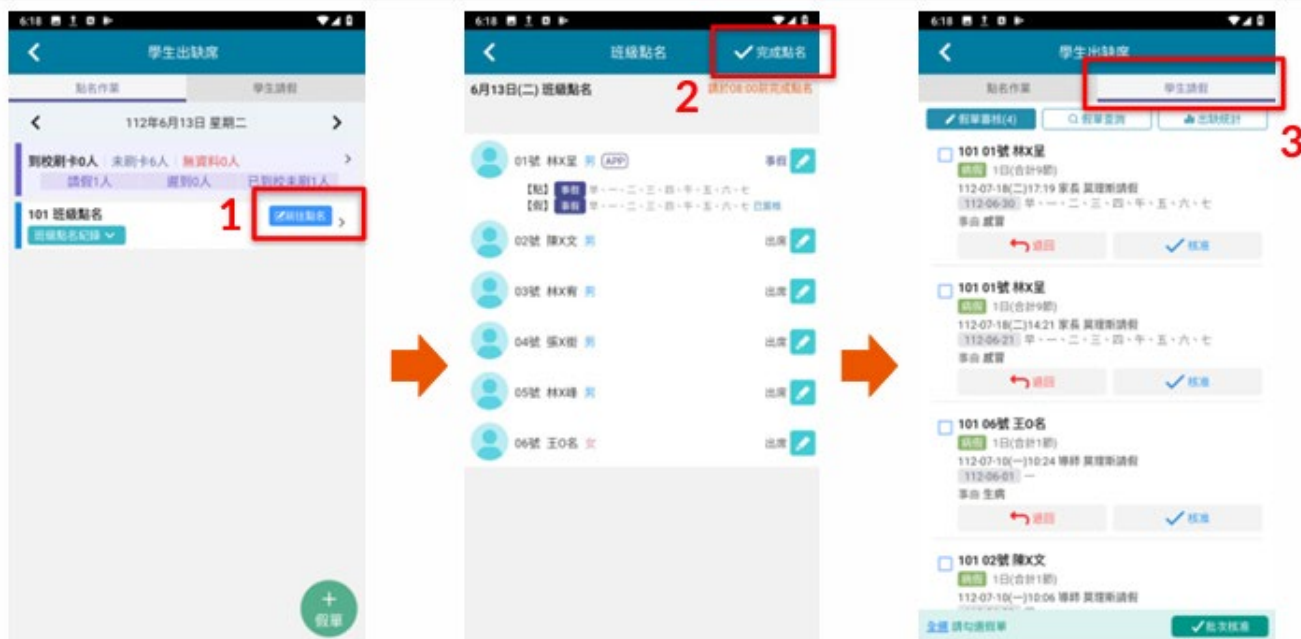 6:18
學生出缺席
點名作業 學生請假
112年6月13日 星期二
到校刷卡0人 未刷卡6人 無資料0人
請假1人 遲到0人 已到校未刷1人
101 班級點名 前往點名
班級點名紀錄
1
+
假單
6:18
班級點名 完成點名
2
6月13日(二) 班級點名 請於08:00前完成點名
01號 林X呈 男 APP 事假
【點】 事假 早、一、二、三、四、午、五、六、七
【假】 事假 早、一、二、三、四、午、五、六、七 已審核
02號 陳X文 男 出席
03號 林X宥 男 出席
04號 張X銜 男 出席
05號 林X峰 男 出席
06號 王O名 女 出席
6:18
學生出缺席
點名作業 學生請假
3
假單審核(4) 假單查詢 出缺統計
101 01號 林X呈
病假 1日(合計9節)
112-07-18(二)17:19 家長 莫理斯請假
112-06-30 早、一、二、三、四、午、五、六、七
事由 感冒
退回 核准
101 01號 林X呈
病假 1日(合計9節)
112-07-18(二)14:21 家長 莫理斯請假
112-06-21 早、一、二、三、四、午、五、六、七
事由 感冒
退回 核准
101 06號 王O名
病假 1日(合計1節)
112-07-10(一)10:24 導師 莫理斯請假
112-06-01 一
事由 生病
退回 核准
101 02號 陳X文
病假 1日(合計1節)
112-07-10(一)10:06 導師 莫理斯請假
全選 請勾選假單 批次核准